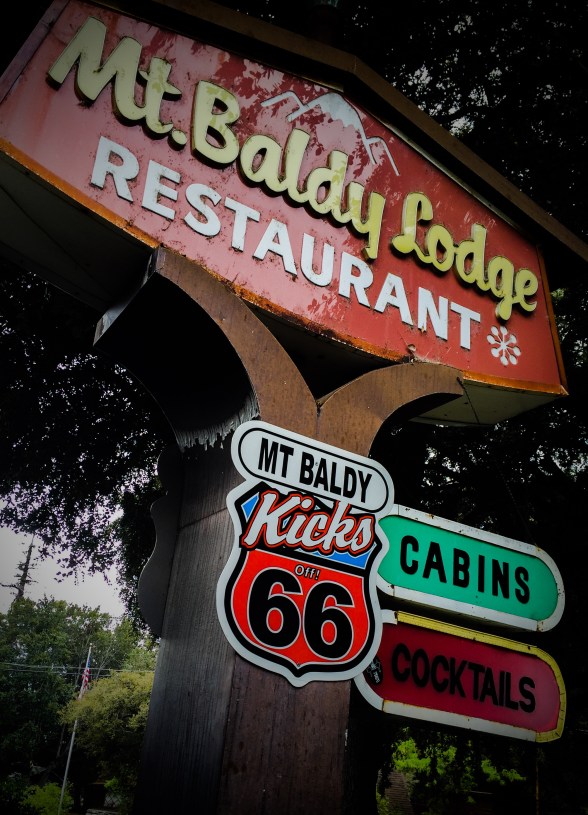 Mt. Baldy Lodge
RESTAURANT
MT BALDY
Kicks
Off!
66
CABINS
COCKTAILS